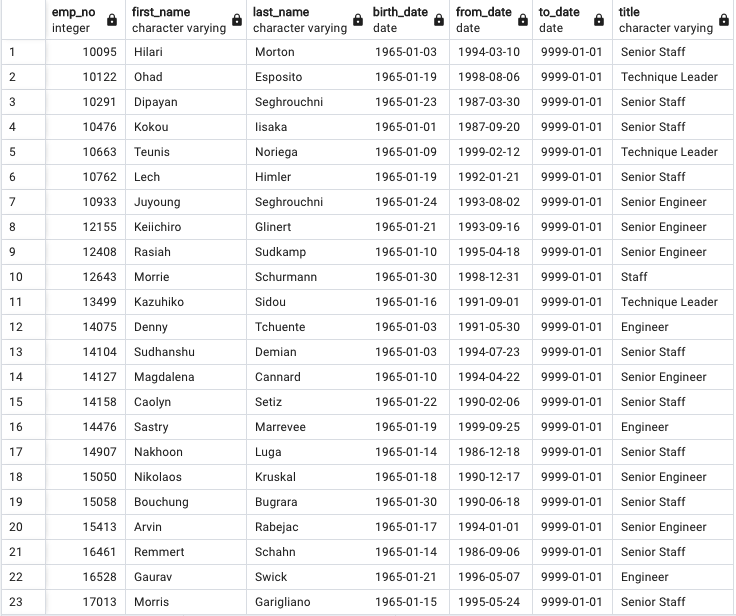 emp_no first_name last_name birth_date from_date to_date title
integer character varying character varying date date date character varying
1 10095 Hilari Morton 1965-01-03 1994-03-10 9999-01-01 Senior Staff
2 10122 Ohad Esposito 1965-01-19 1998-08-06 9999-01-01 Technique Leader
3 10291 Dipayan Seghrouchni 1965-01-23 1987-03-30 9999-01-01 Senior Staff
4 10476 Kokou Iisaka 1965-01-01 1987-09-20 9999-01-01 Senior Staff
5 10663 Teunis Noriega 1965-01-09 1999-02-12 9999-01-01 Technique Leader
6 10762 Lech Himler 1965-01-19 1992-01-21 9999-01-01 Senior Staff
7 10933 Juyoung Seghrouchni 1965-01-24 1993-08-02 9999-01-01 Senior Engineer
8 12155 Keiichiro Glinert 1965-01-21 1993-09-16 9999-01-01 Senior Engineer
9 12408 Rasiah Sudkamp 1965-01-10 1995-04-18 9999-01-01 Senior Engineer
10 12643 Morrie Schurmann 1965-01-30 1998-12-31 9999-01-01 Staff
11 13499 Kazuhiko Sidou 1965-01-16 1991-09-01 9999-01-01 Technique Leader
12 14075 Denny Tchuente 1965-01-03 1991-05-30 9999-01-01 Engineer
13 14104 Sudhanshu Demian 1965-01-03 1994-07-23 9999-01-01 Senior Staff
14 14127 Magdalena Cannard 1965-01-10 1994-04-22 9999-01-01 Senior Engineer
15 14158 Caolyn Setiz 1965-01-22 1990-02-06 9999-01-01 Senior Staff
16 14476 Sastry Marrevee 1965-01-19 1999-09-25 9999-01-01 Engineer
17 14907 Nakhoon Luga 1965-01-14 1986-12-18 9999-01-01 Senior Staff
18 15050 Nikolaos Kruskal 1965-01-18 1990-12-17 9999-01-01 Senior Engineer
19 15058 Bouchung Bugrara 1965-01-30 1990-06-18 9999-01-01 Senior Staff
20 15413 Arvin Rabejac 1965-01-17 1994-01-01 9999-01-01 Senior Engineer
21 16461 Remmert Schahn 1965-01-14 1986-09-06 9999-01-01 Senior Staff
22 16528 Gaurav Swick 1965-01-21 1996-05-07 9999-01-01 Engineer
23 17013 Morris Garigliano 1965-01-15 1995-05-24 9999-01-01 Senior Staff